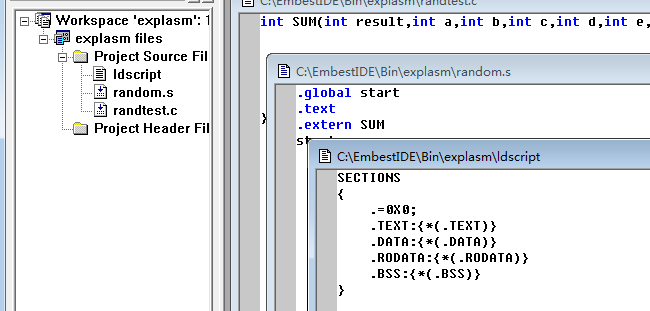 Workspace 'explasm': 1
explasm files
Project Source Fil
ldscript
random.s
randtest.c
Project Header Fil
C:\EmbestIDE\Bin\explasm\randtest.c
int SUM(int result,int a,int b,int c,int d,int e,
}
C:\EmbestIDE\Bin\explasm\random.s
.global start
.text
.extern SUM
C:\EmbestIDE\Bin\explasm\ldscript
SECTIONS
{
.=0X0;
.TEXT:{*(.TEXT)}
.DATA:{*(.DATA)}
.RODATA:{*(.RODATA)}
.BSS:{*(.BSS)}
}